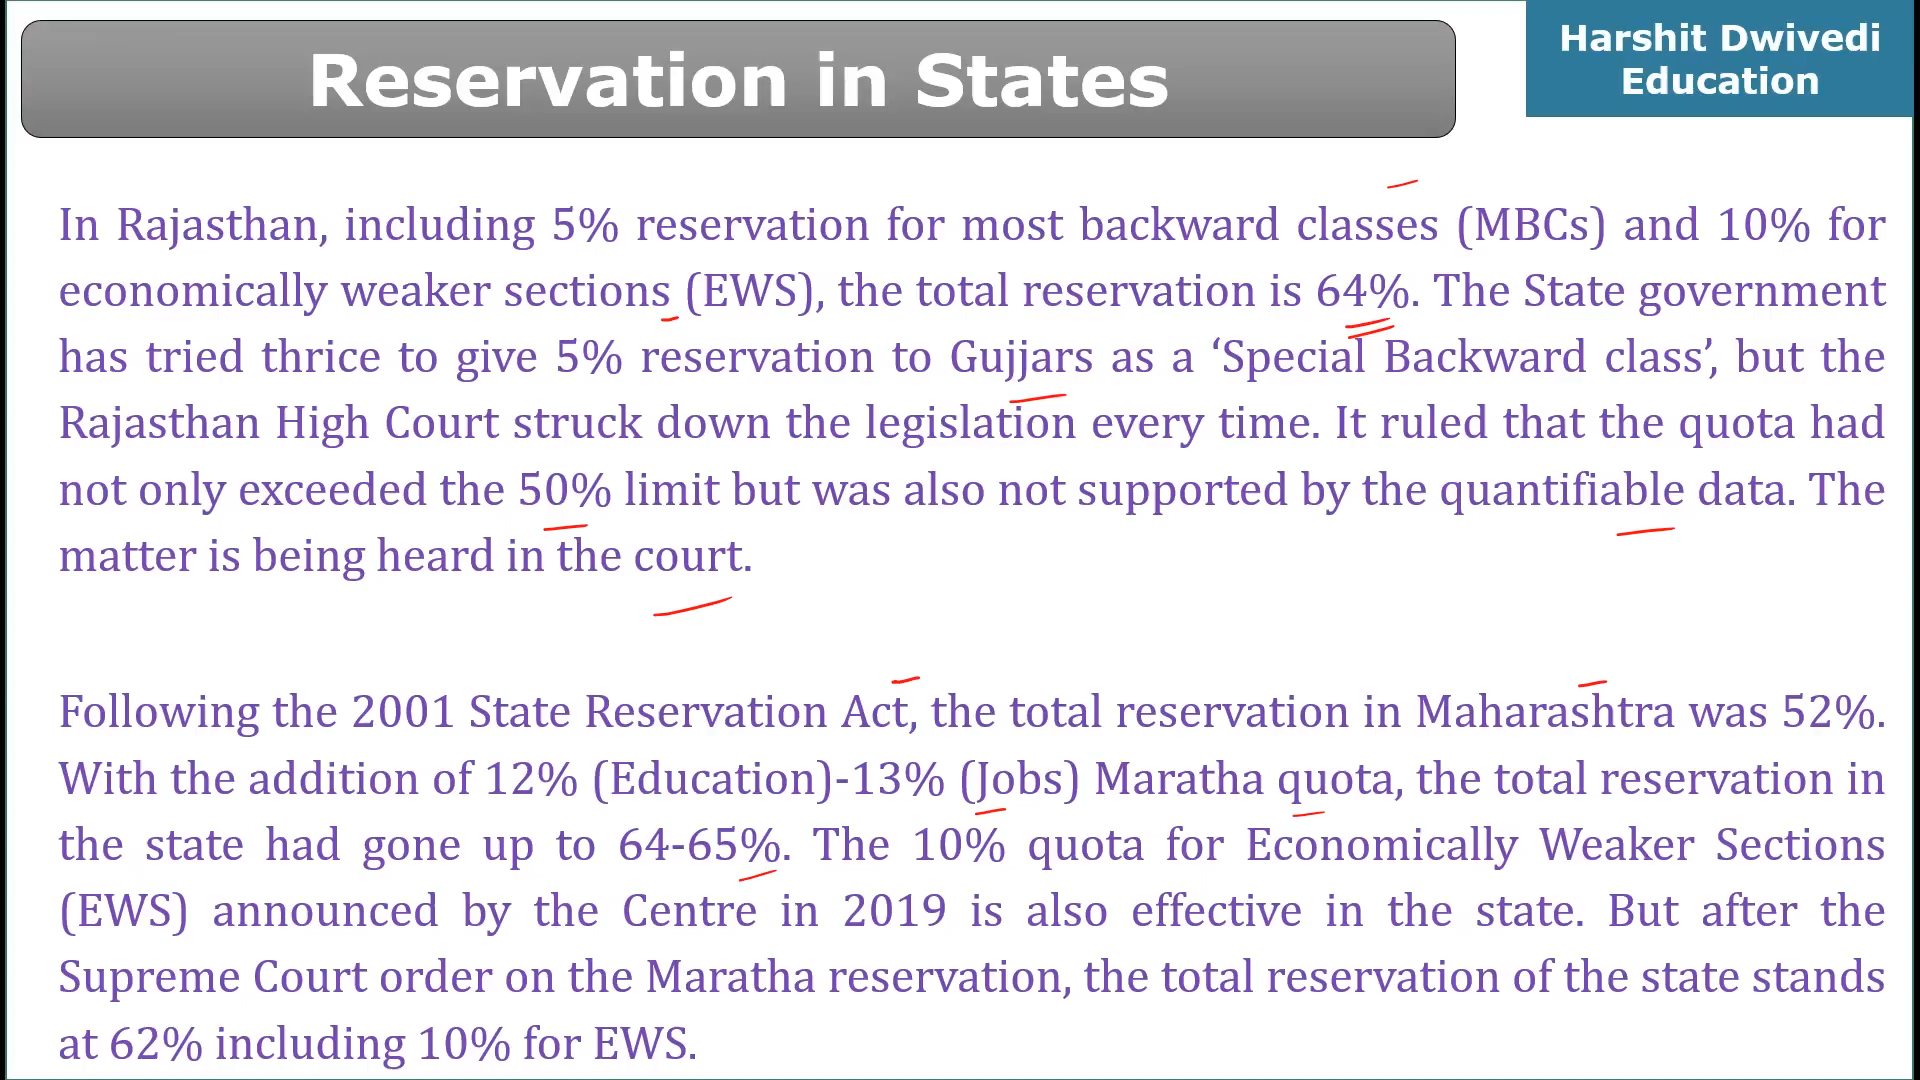 Reservation in States
Harshit Dwivedi
Education
In Rajasthan, including 5% reservation for most backward classes (MBCs) and 10% for
economically weaker sections (EWS), the total reservation is 64%. The State government
has tried thrice to give 5% reservation to Gujjars as a ‘Special Backward class’, but the
Rajasthan High Court struck down the legislation every time. It ruled that the quota had
not only exceeded the 50% limit but was also not supported by the quantifiable data. The
matter is being heard in the court.
Following the 2001 State Reservation Act, the total reservation in Maharashtra was 52%.
With the addition of 12% (Education)-13% (Jobs) Maratha quota, the total reservation in
the state had gone up to 64-65%. The 10% quota for Economically Weaker Sections
(EWS) announced by the Centre in 2019 is also effective in the state. But after the
Supreme Court order on the Maratha reservation, the total reservation of the state stands
at 62% including 10% for EWS.